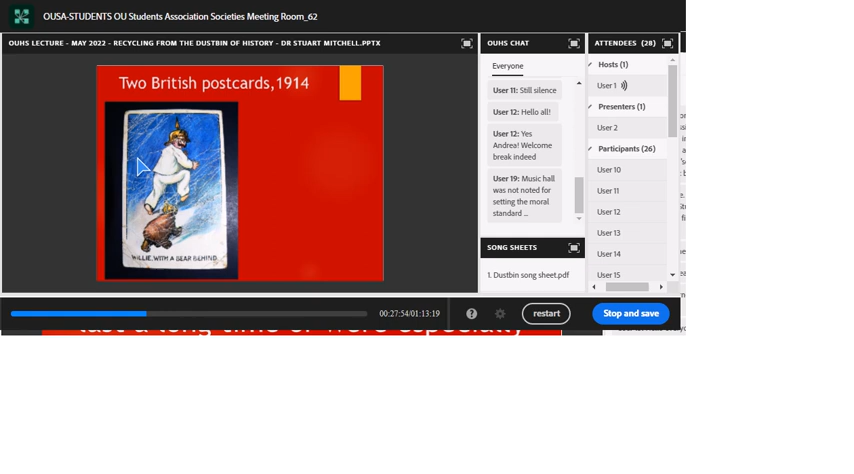 OUSA-STUDENTS OU Students Association Societies Meeting Room_62
OUHS LECTURE - MAY 2022 - RECYCLING FROM THE DUSTBIN OF HISTORY - DR STUART MITCHELL.PPTX
Two British postcards,1914
WILLIE, WITH A BEAR BEHIND
OUHS CHAT
Everyone
User 11: Still silence
User 12: Hello all!
User 12: Yes
Andrea! Welcome
break indeed
User 19: Music hall
was not noted for
setting the moral
standard ...
SONG SHEETS
1. Dustbin song sheet.pdf
ATTENDEES (28)
Hosts (1)
User 1
Presenters (1)
User 2
Participants (26)
User 10
User 11
User 12
User 13
User 14
User 15
00:27:54/01:13:19
?
restart
Stop and save